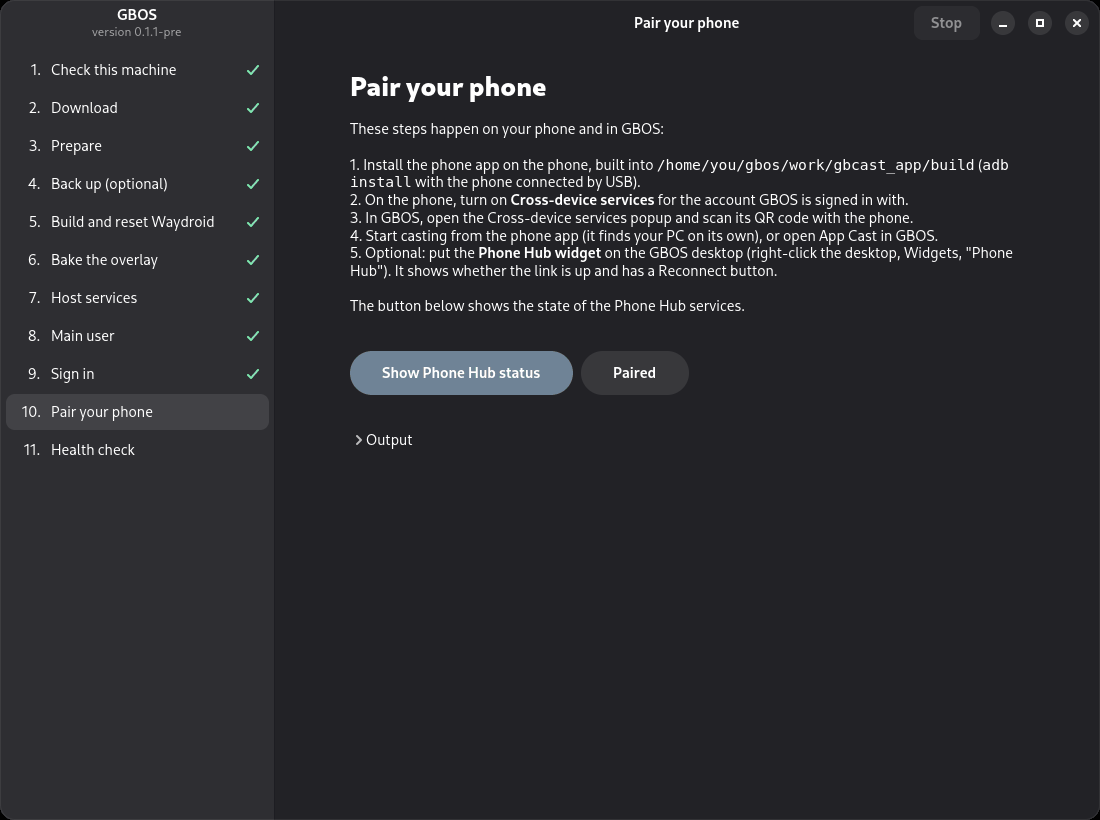 GBOS
version 0.1.1-pre
1. Check this machine
2. Download
3. Prepare
4. Back up (optional)
5. Build and reset Waydroid
6. Bake the overlay
7. Host services
8. Main user
9. Sign in
10. Pair your phone
11. Health check
Pair your phone
Stop
Pair your phone
These steps happen on your phone and in GBOS:
1. Install the phone app on the phone, built into /home/you/gbos/work/gbcast_app/build (adb
install with the phone connected by USB).
2. On the phone, turn on Cross-device services for the account GBOS is signed in with.
3. In GBOS, open the Cross-device services popup and scan its QR code with the phone.
4. Start casting from the phone app (it finds your PC on its own), or open App Cast in GBOS.
5. Optional: put the Phone Hub widget on the GBOS desktop (right-click the desktop, Widgets, "Phone
Hub"). It shows whether the link is up and has a Reconnect button.
The button below shows the state of the Phone Hub services.
Show Phone Hub status
Paired
Output